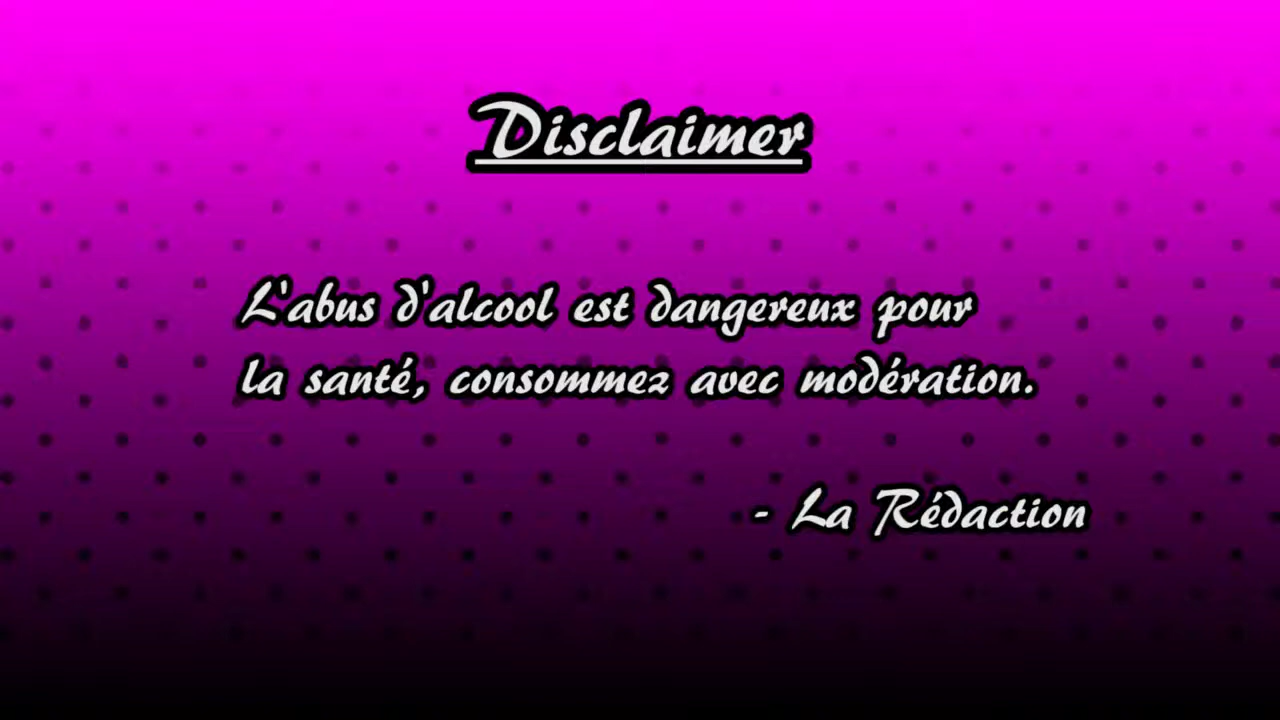 Disclaimer
L'abus d'alcool est dangereux pour
la santé, consommez avec modération.
- La Rédaction